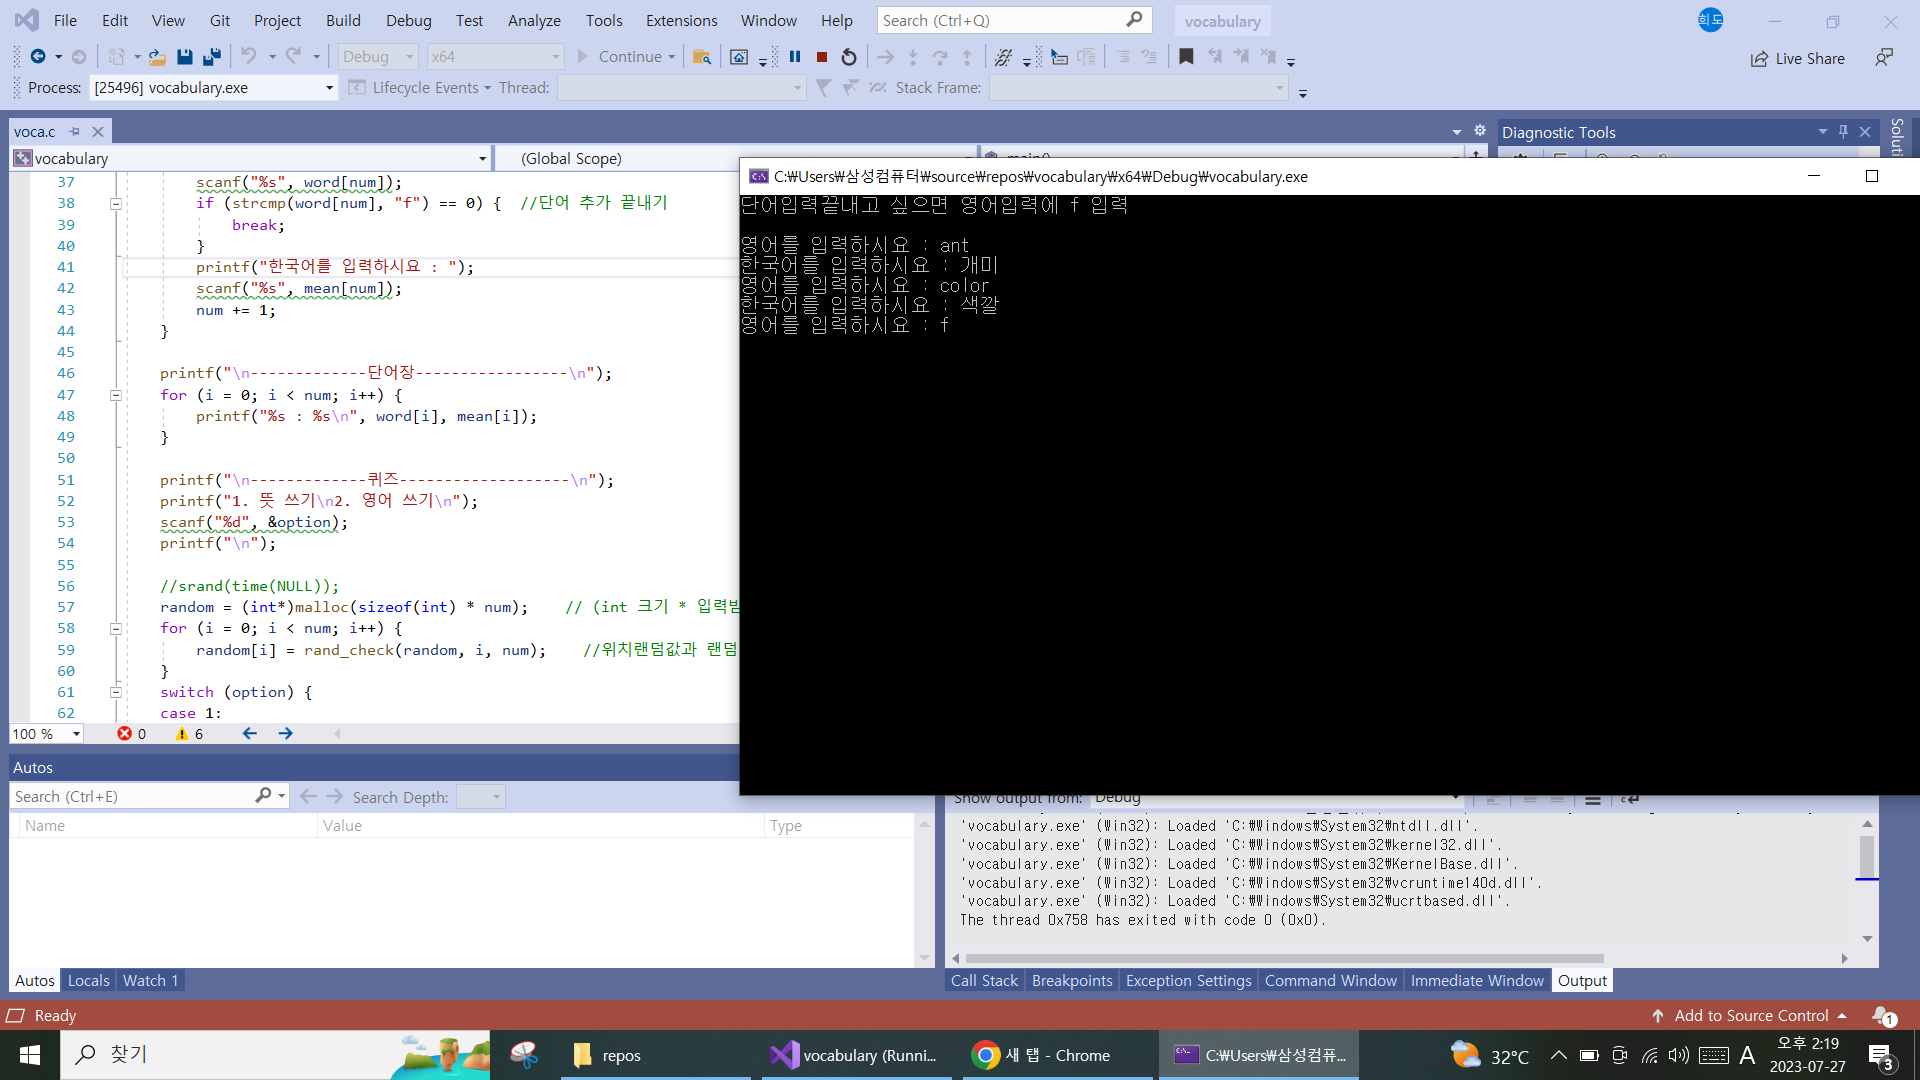 File Edit View Git Project Build Debug Test Analyze Tools Extensions Window Help Search (Ctrl+Q) vocabulary 희도
Debug x64 Continue Live Share
Process: [25496] vocabulary.exe Lifecycle Events Thread: Stack Frame:
voca.c
vocabulary (Global Scope) main()
Diagnostic Tools
37 scanf("%s", word[num]);
38 if (strcmp(word[num], "f") == 0) { //단어 추가 끝내기
39 break;
40 }
41 printf("한국어를 입력하시요 : ");
42 scanf("%s", mean[num]);
43 num += 1;
44 }
45
46 printf("\n-------------단어장-----------------\n");
47 for (i = 0; i < num; i++) {
48 printf("%s : %s\n", word[i], mean[i]);
49 }
50
51 printf("\n-------------퀴즈-------------------\n");
52 printf("1. 뜻 쓰기\n2. 영어 쓰기\n");
53 scanf("%d", &option);
54 printf("\n");
55
56 //srand(time(NULL));
57 random = (int*)malloc(sizeof(int) * num); // (int 크기 * 입력받
58 for (i = 0; i < num; i++) {
59 random[i] = rand_check(random, i, num); //위치랜덤값과 랜덤
60 }
61 switch (option) {
62 case 1:
100 % 0 6
C:\Users\삼성컴퓨터\source\repos\vocabulary\x64\Debug\vocabulary.exe
단어입력끝내고 싶으면 영어입력에 f 입력
영어를 입력하시요 : ant
한국어를 입력하시요 : 개미
영어를 입력하시요 : color
한국어를 입력하시요 : 색깔
영어를 입력하시요 : f
Autos
Search (Ctrl+E) Search Depth:
Name Value Type
Autos Locals Watch 1
Show output from: Debug
'vocabulary.exe' (Win32): Loaded 'C:\Windows\System32\ntdll.dll'.
'vocabulary.exe' (Win32): Loaded 'C:\Windows\System32\kernel32.dll'.
'vocabulary.exe' (Win32): Loaded 'C:\Windows\System32\KernelBase.dll'.
'vocabulary.exe' (Win32): Loaded 'C:\Windows\System32\vcruntime140d.dll'.
'vocabulary.exe' (Win32): Loaded 'C:\Windows\System32\ucrtbased.dll'.
The thread 0x758 has exited with code 0 (0x0).
Call Stack Breakpoints Exception Settings Command Window Immediate Window Output
Ready Add to Source Control 1
찾기 repos vocabulary (Runni... 새 탭 - Chrome C:\Users\삼성컴퓨... 32°C A 오후 2:19
2023-07-27 3